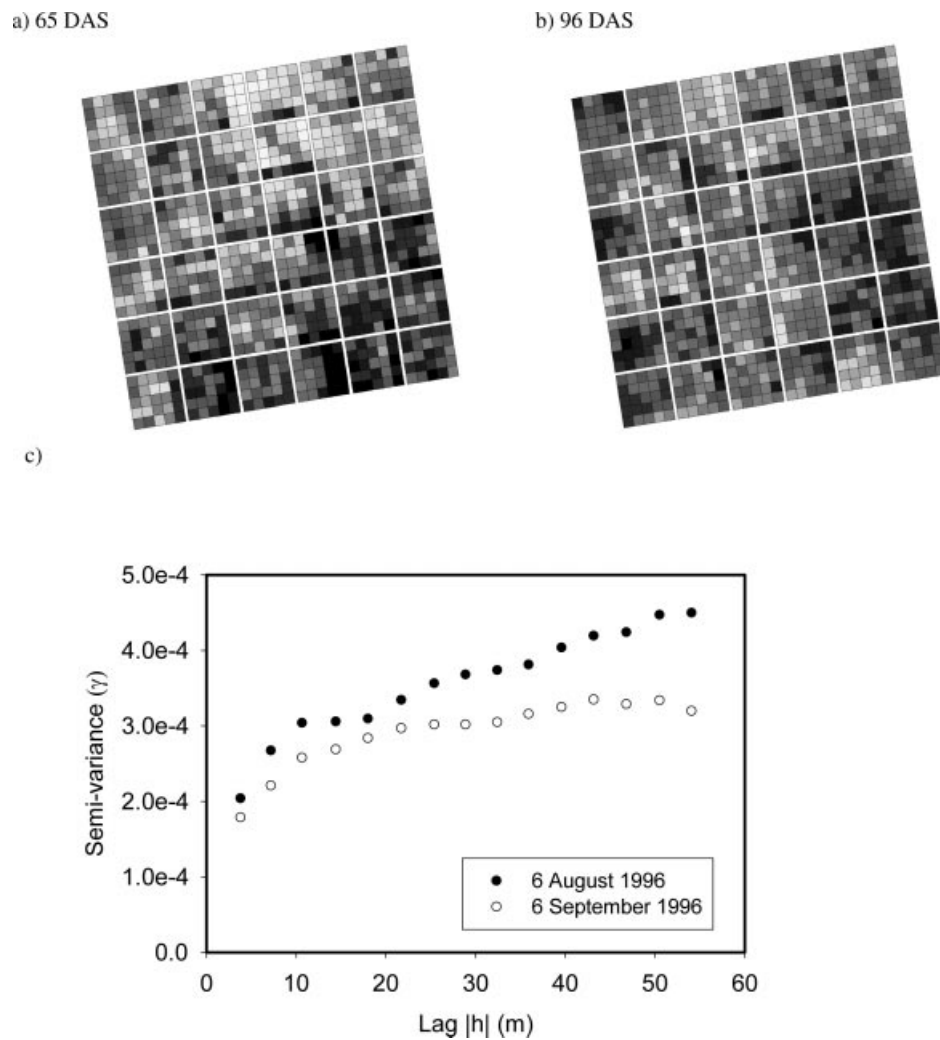 a) 65 DAS
b) 96 DAS
c)
5.0e-4
4.0e-4
3.0e-4
2.0e-4
1.0e-4
0.0
Semi-variance (γ)
6 August 1996
6 September 1996
0 10 20 30 40 50 60
Lag |h| (m)